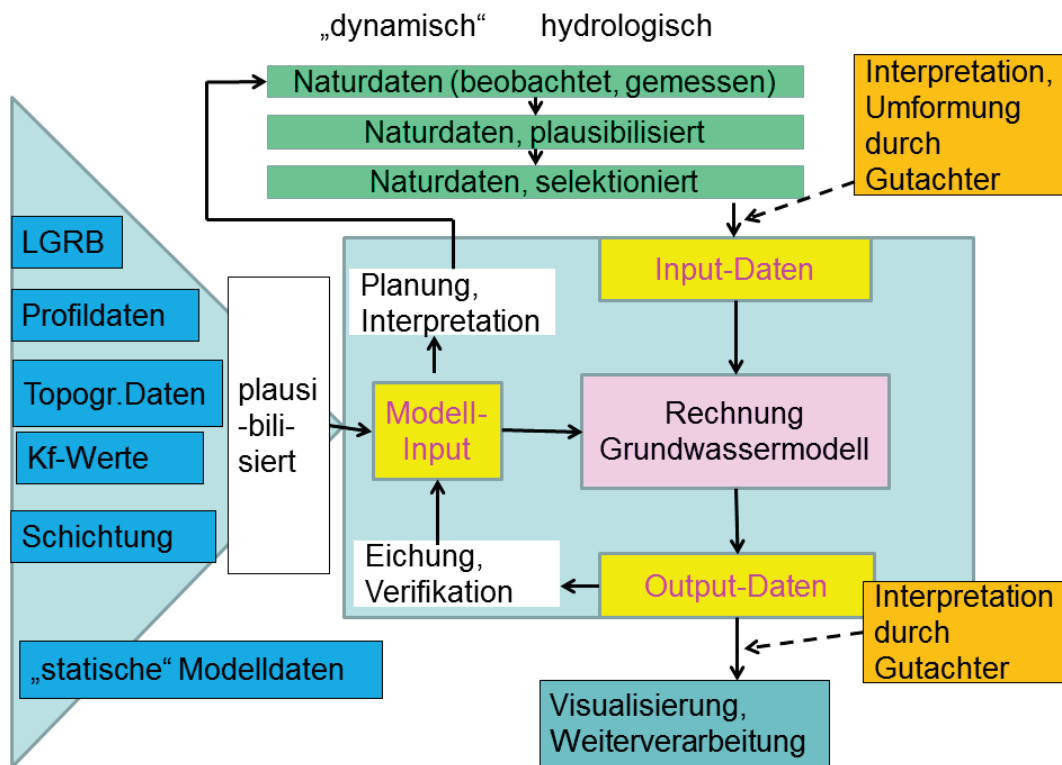 „dynamisch“ hydrologisch
Naturdaten (beobachtet, gemessen)
Naturdaten, plausibilisiert
Naturdaten, selektioniert
Interpretation,
Umformung
durch
Gutachter
LGRB
Profildaten
Topogr.Daten
Kf-Werte
Schichtung
„statische“ Modelldaten
plausi
-bili-
siert
Planung,
Interpretation
Modell-
Input
Eichung,
Verifikation
Input-Daten
Rechnung
Grundwassermodell
Output-Daten
Interpretation
durch
Gutachter
Visualisierung,
Weiterverarbeitung